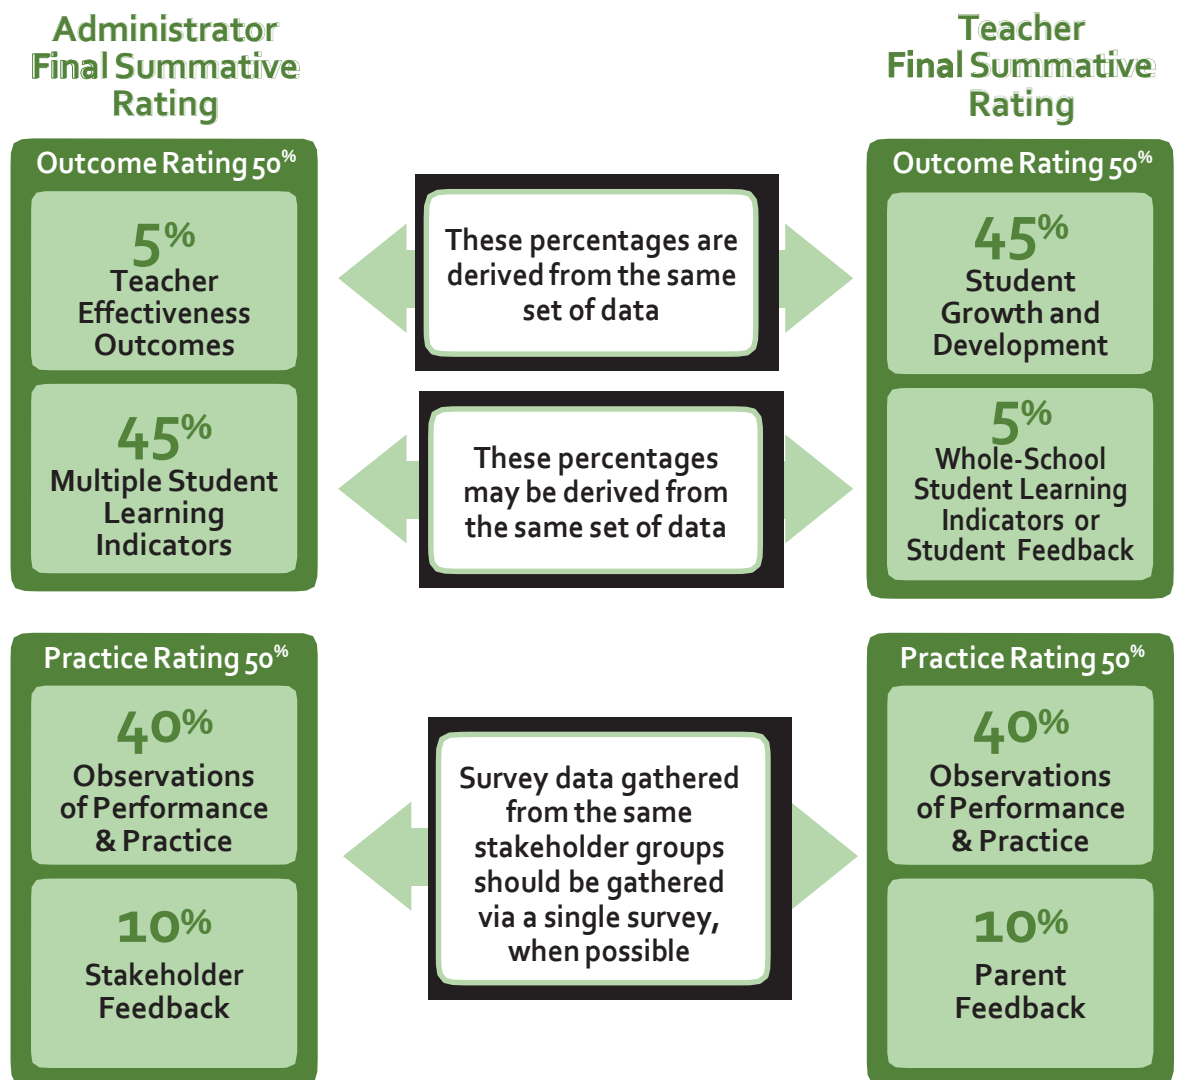 Administrator
Final Summative
Rating
Outcome Rating 50%
5%
Teacher
Effectiveness
Outcomes
45%
Multiple Student
Learning
Indicators
Practice Rating 50%
40%
Observations
of Performance
& Practice
10%
Stakeholder
Feedback
These percentages are
derived from the same
set of data
These percentages
may be derived from
the same set of data
Survey data gathered
from the same
stakeholder groups
should be gathered
via a single survey,
when possible
Teacher
Final Summative
Rating
Outcome Rating 50%
45%
Student
Growth and
Development
5%
Whole-School
Student Learning
Indicators or
Student Feedback
Practice Rating 50%
40%
Observations
of Performance
& Practice
10%
Parent
Feedback